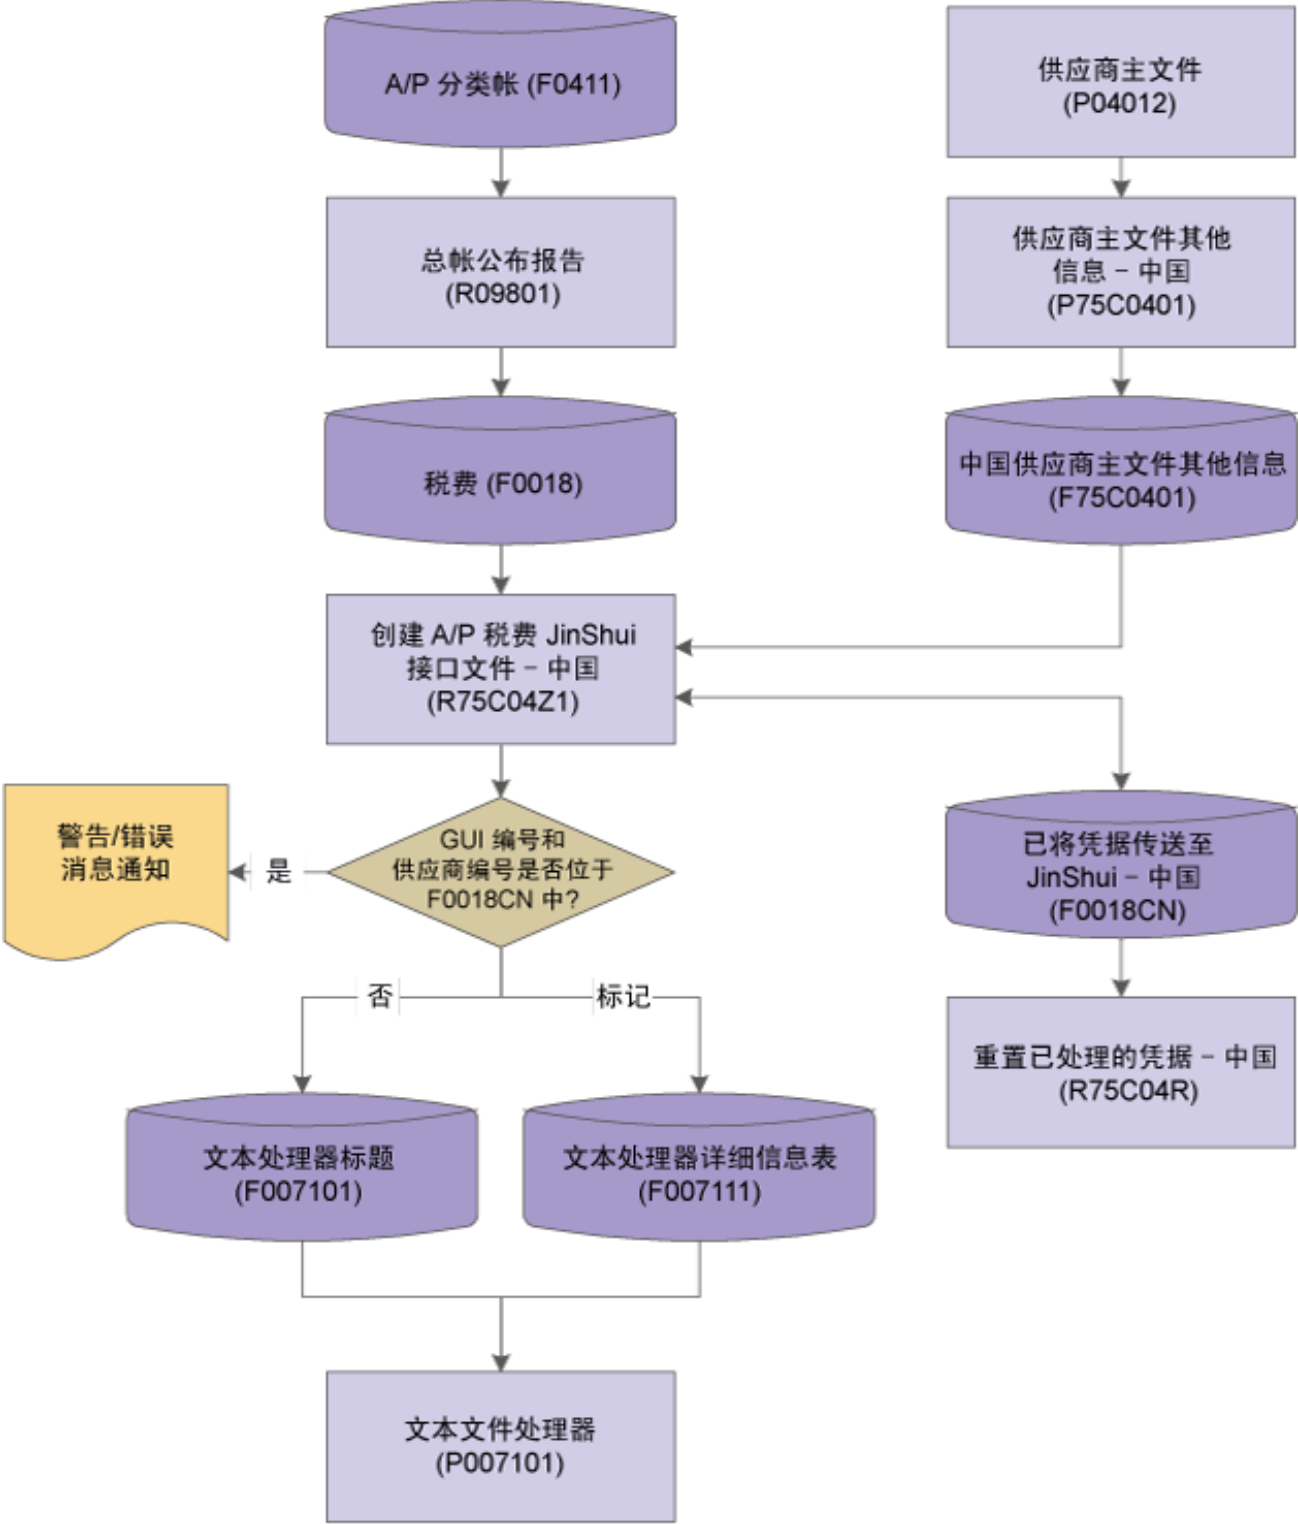 A/P 分类帐 (F0411)
总帐公布报告
(R09801)
税费 (F0018)
供应商主文件
(P04012)
供应商主文件其他
信息 – 中国
(P75C0401)
中国供应商主文件其他信息
(F75C0401)
创建 A/P 税费 JinShui
接口文件 – 中国
(R75C04Z1)
GUI 编号和
供应商编号是否位于
F0018CN 中?
是
警告/错误
消息通知
已将凭据传送至
JinShui – 中国
(F0018CN)
重置已处理的凭据 – 中国
(R75C04R)
否
标记
文本处理器标题
(F007101)
文本处理器详细信息表
(F007111)
文本文件处理器
(P007101)